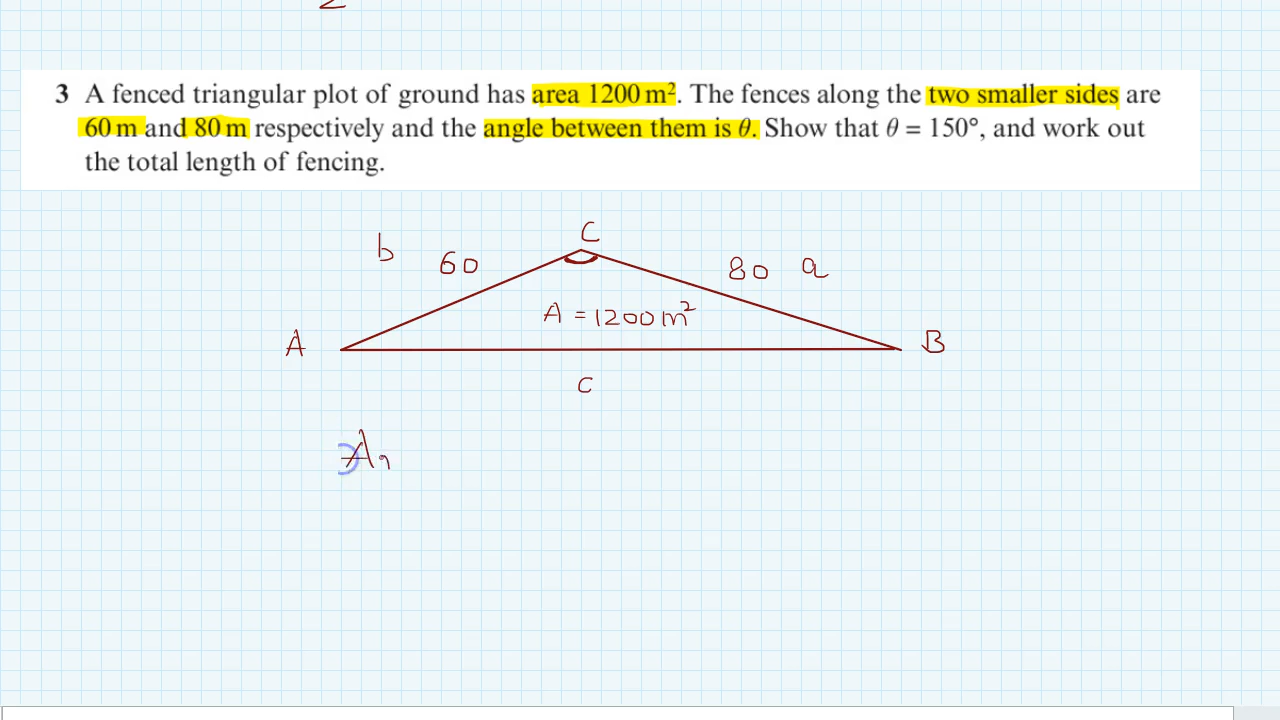 3 A fenced triangular plot of ground has area 1200 m². The fences along the two smaller sides are
60 m and 80 m respectively and the angle between them is θ. Show that θ = 150°, and work out
the total length of fencing.
C
b 60 80 a
A = 1200 m²
A B
c